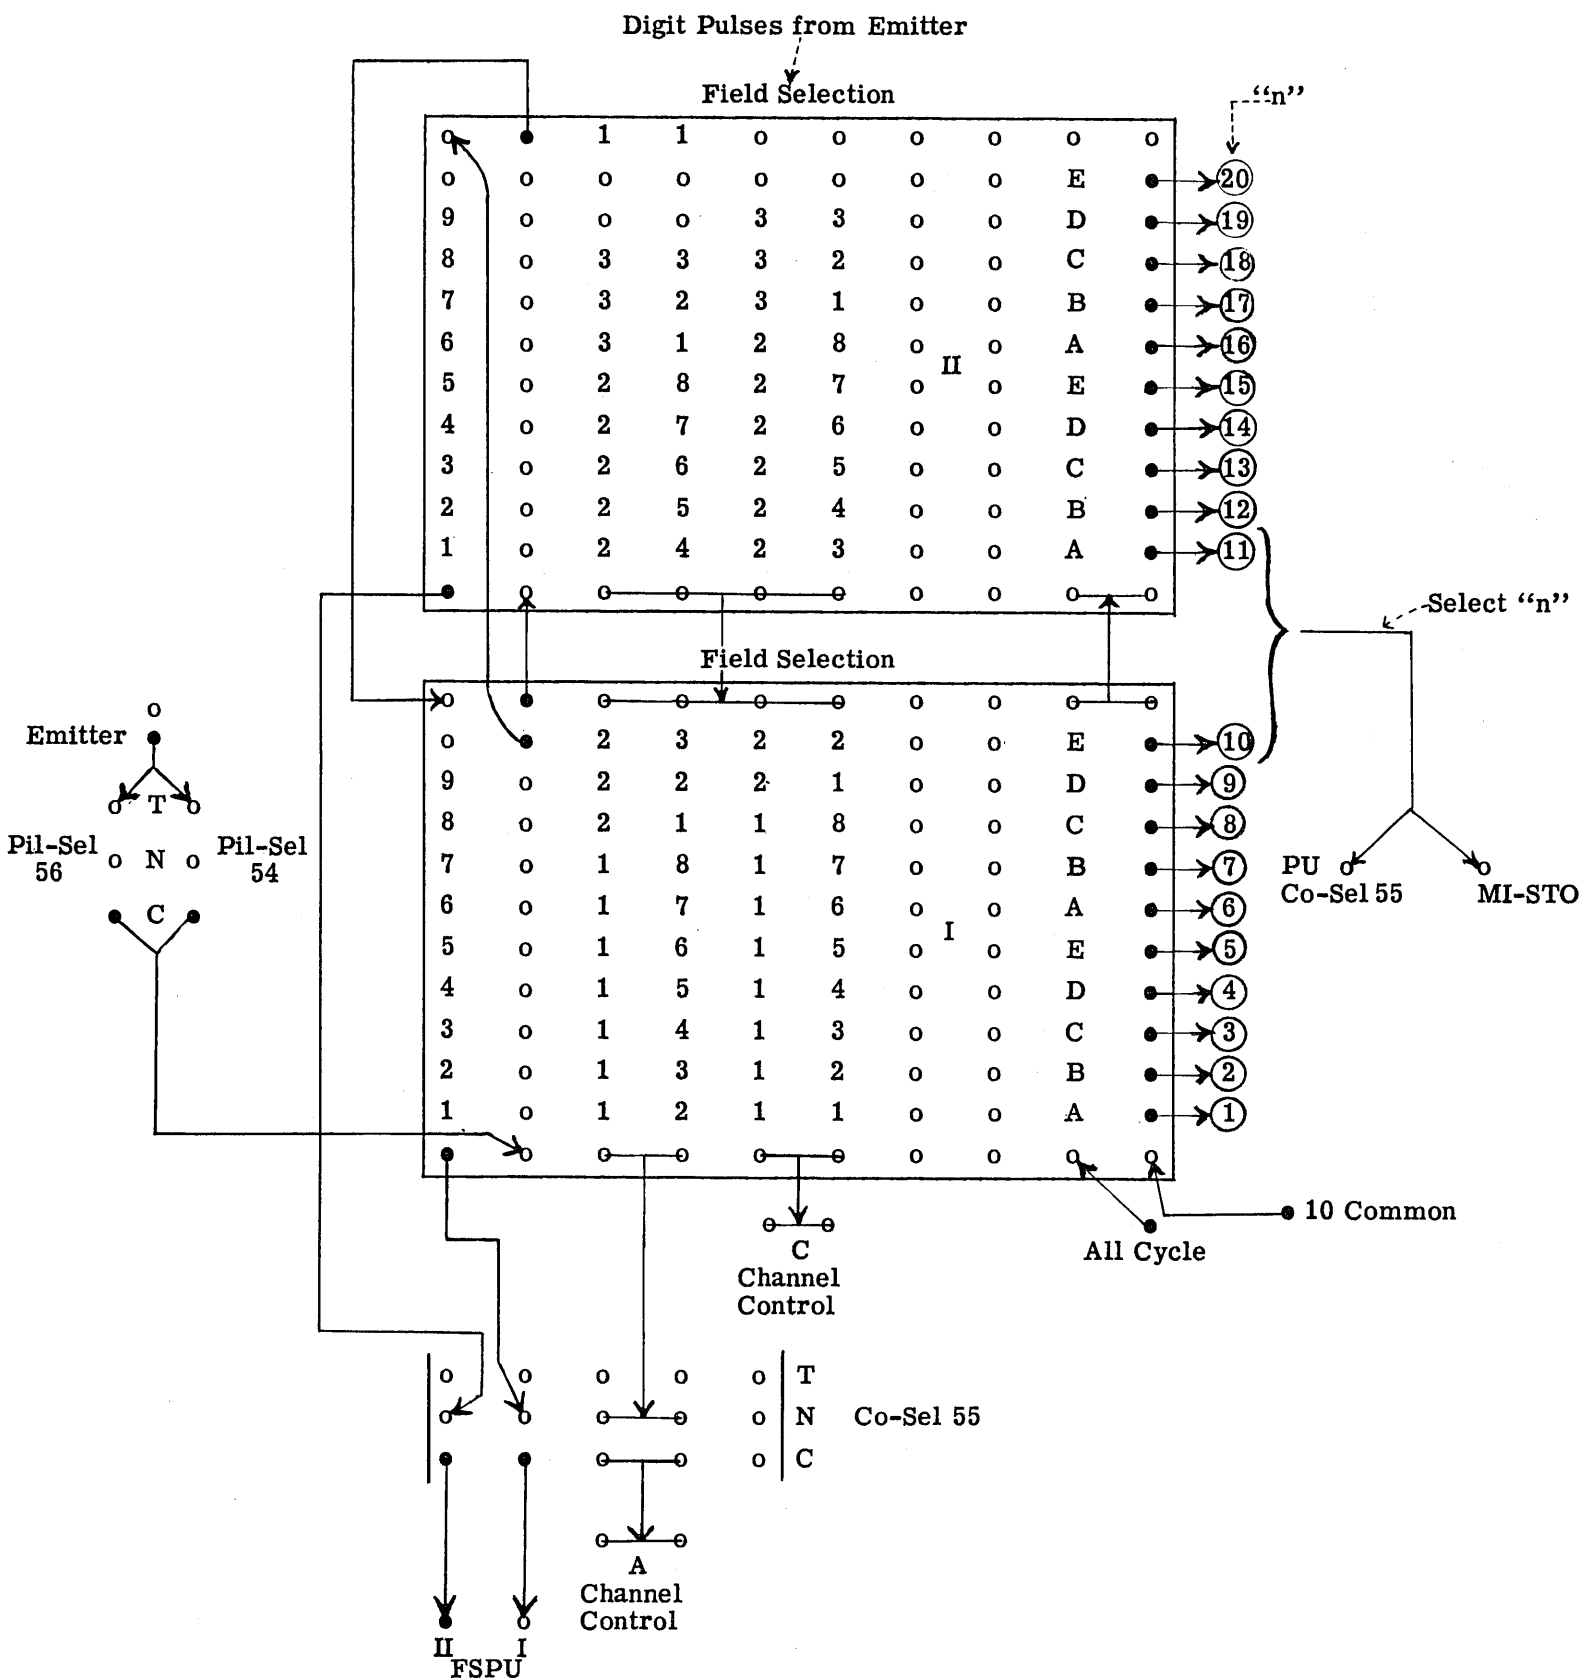 Digit Pulses from Emitter
Field Selection
"n"
o 1 1 o o o o o o
o o o o o o o o E 20
9 o o o 3 3 o o D 19
8 o 3 3 3 2 o o C 18
7 o 3 2 3 1 o o B 17
6 o 3 1 2 8 o o A 16
II
5 o 2 8 2 7 o o E 15
4 o 2 7 2 6 o o D 14
3 o 2 6 2 5 o o C 13
2 o 2 5 2 4 o o B 12
1 o 2 4 2 3 o o A 11
o o o o o o o o o
Select "n"
Field Selection
o o o o o o o o o
o 2 3 2 2 o o E 10
9 o 2 2 2 1 o o D 9
8 o 2 1 1 8 o o C 8
7 o 1 8 1 7 o o B 7
6 o 1 7 1 6 o o A 6
I
5 o 1 6 1 5 o o E 5
4 o 1 5 1 4 o o D 4
3 o 1 4 1 3 o o C 3
2 o 1 3 1 2 o o B 2
1 o 1 2 1 1 o o A 1
o o o o o o o o o
o
Emitter
o T o
Pil-Sel 56
o N o
Pil-Sel 54
C
PU o
Co-Sel 55
o
MI-STO
10 Common
All Cycle
o o
C
Channel
Control
o o o o o T
o o o o o N Co-Sel 55
o o o C
o o
A
Channel
Control
o
II I
FSPU